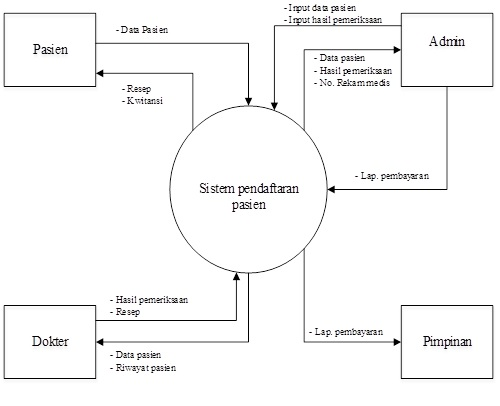 - Input data pasien
- Input hasil pemeriksaan
- Data Pasien
Pasien
Admin
- Data pasien
- Hasil pemeriksaan
- No. Rekam medis
- Resep
- Kwitansi
- Lap. pembayaran
Sistem pendaftaran
pasien
- Hasil pemeriksaan
- Resep
Dokter
- Lap. pembayaran
Pimpinan
- Data pasien
- Riwayat pasien